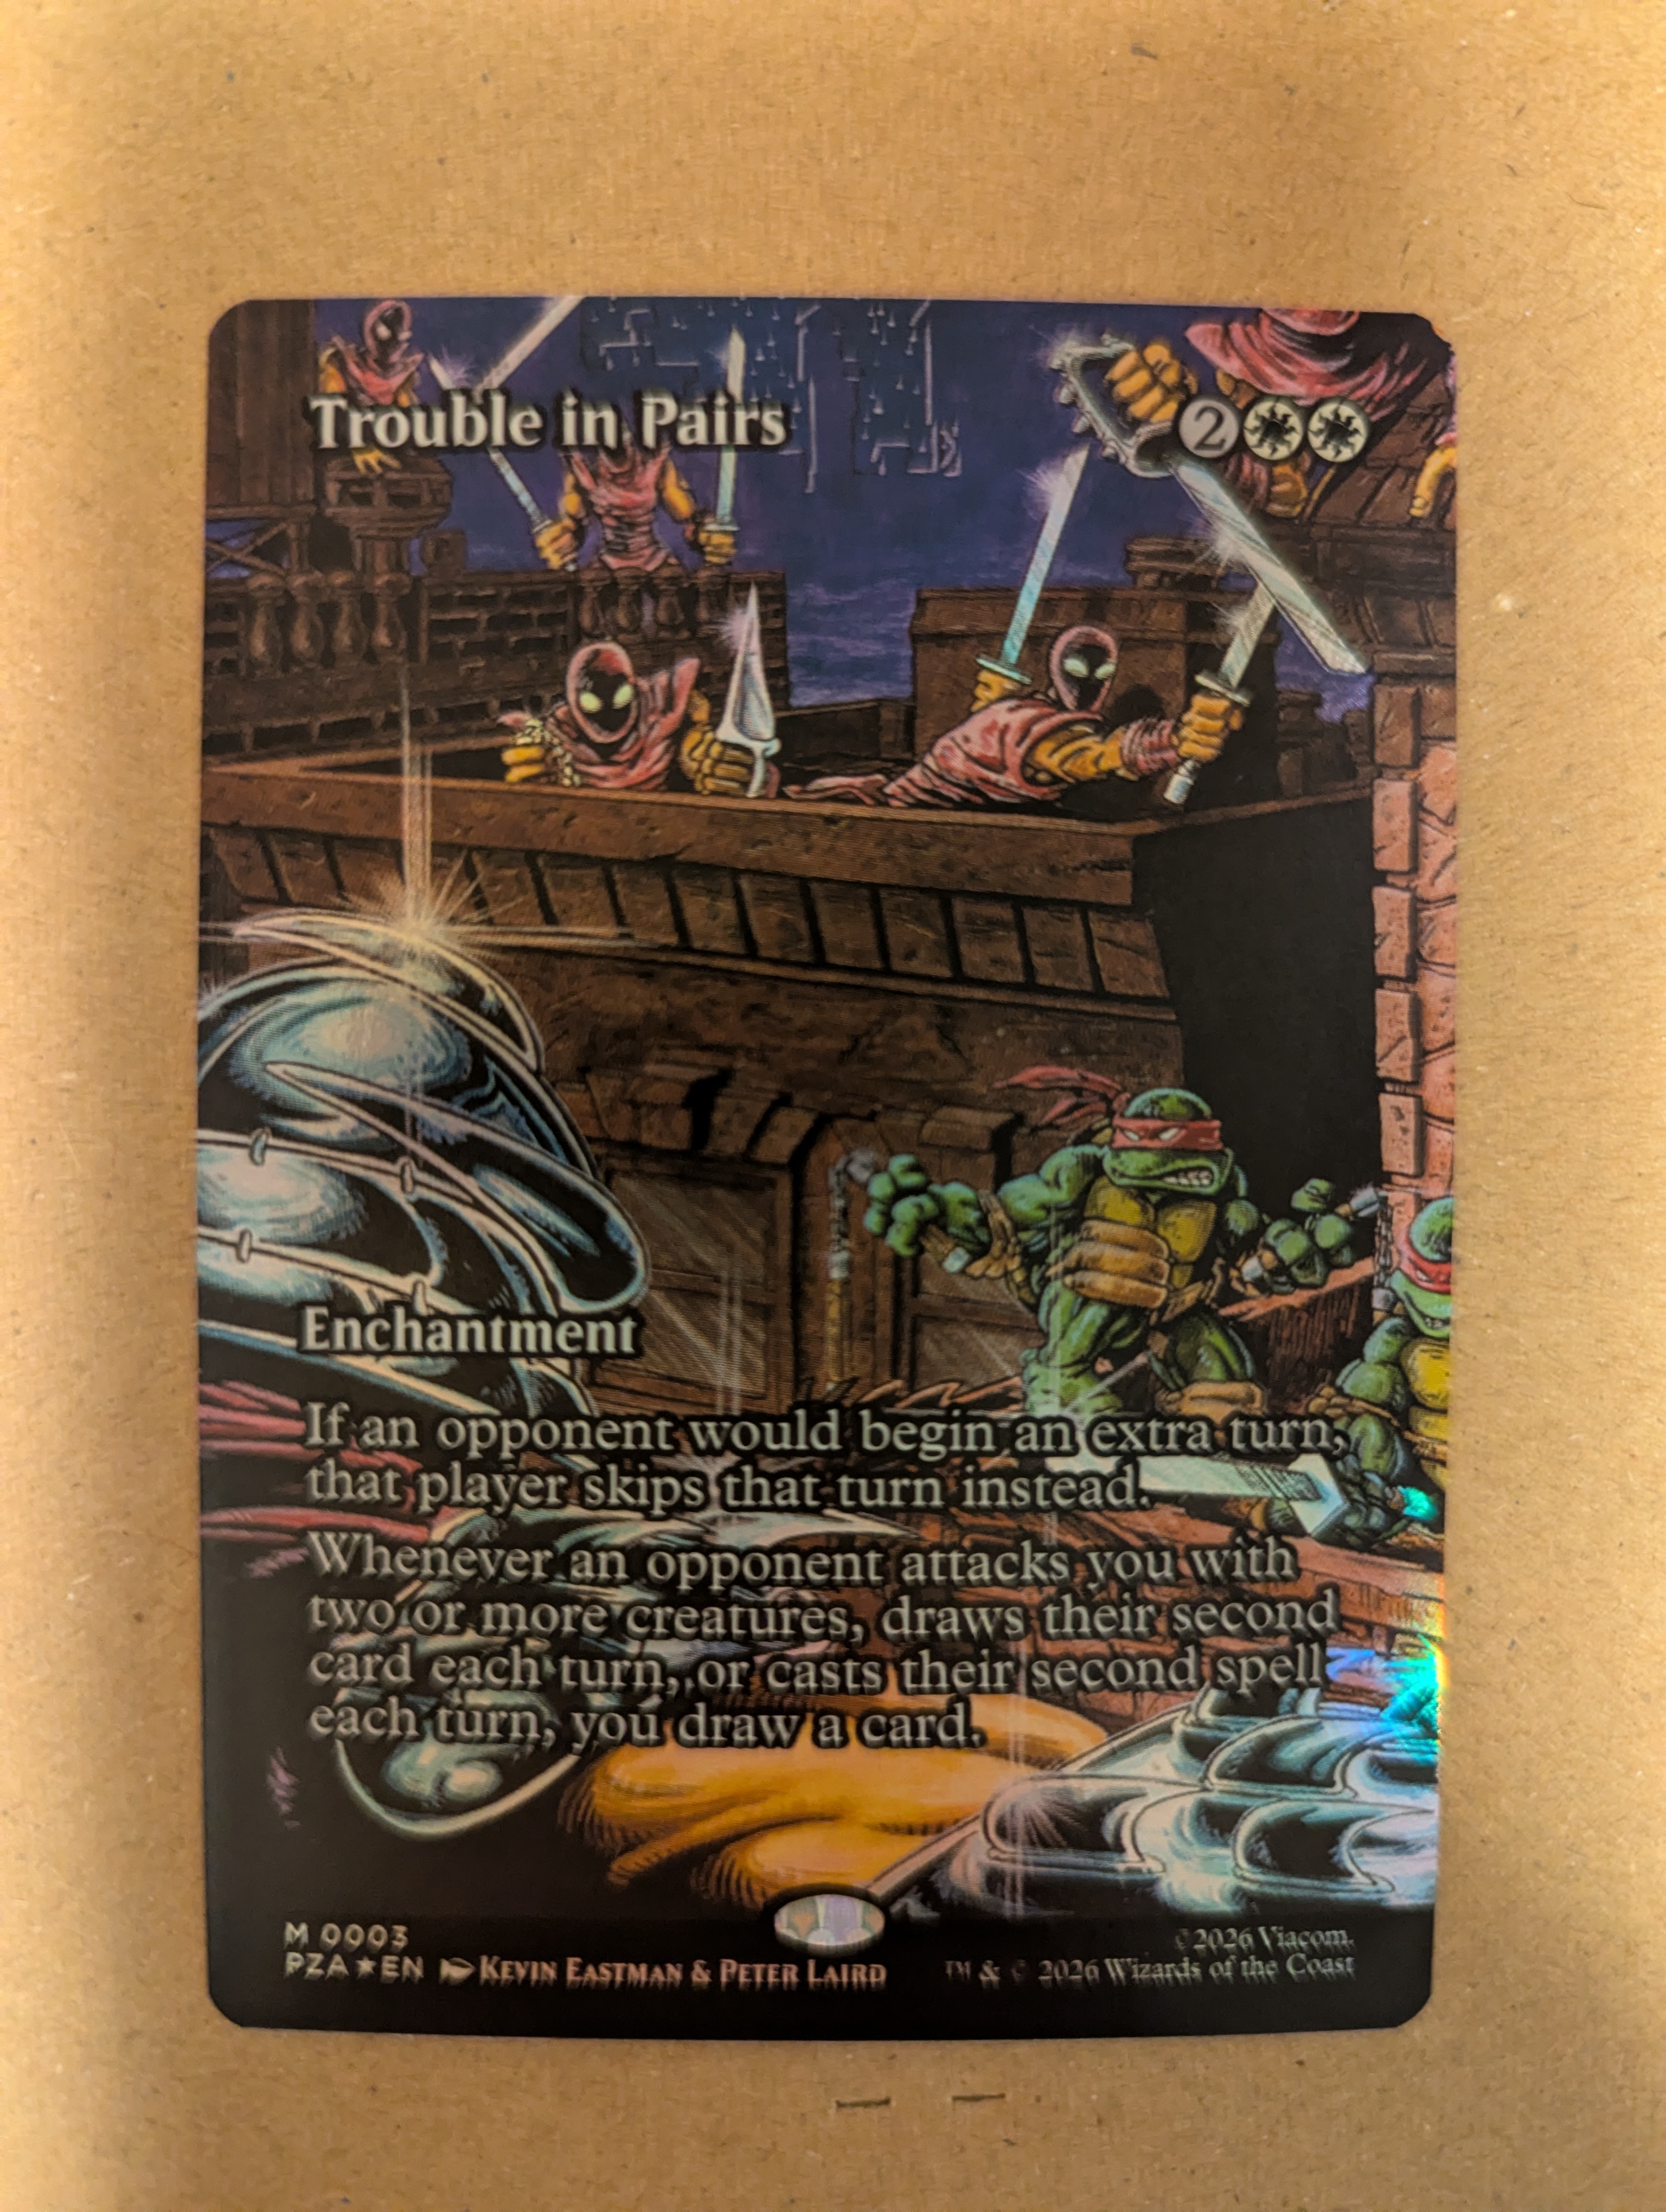 Trouble in Pairs
2
Enchantment
If an opponent would begin an extra turn,
that player skips that turn instead.
Whenever an opponent attacks you with
two or more creatures, draws their second
card each turn, or casts their second spell
each turn, you draw a card.
M 0003
PZA★EN KEVIN EASTMAN & PETER LAIRD
©2026 Viacom.
™ & © 2026 Wizards of the Coast